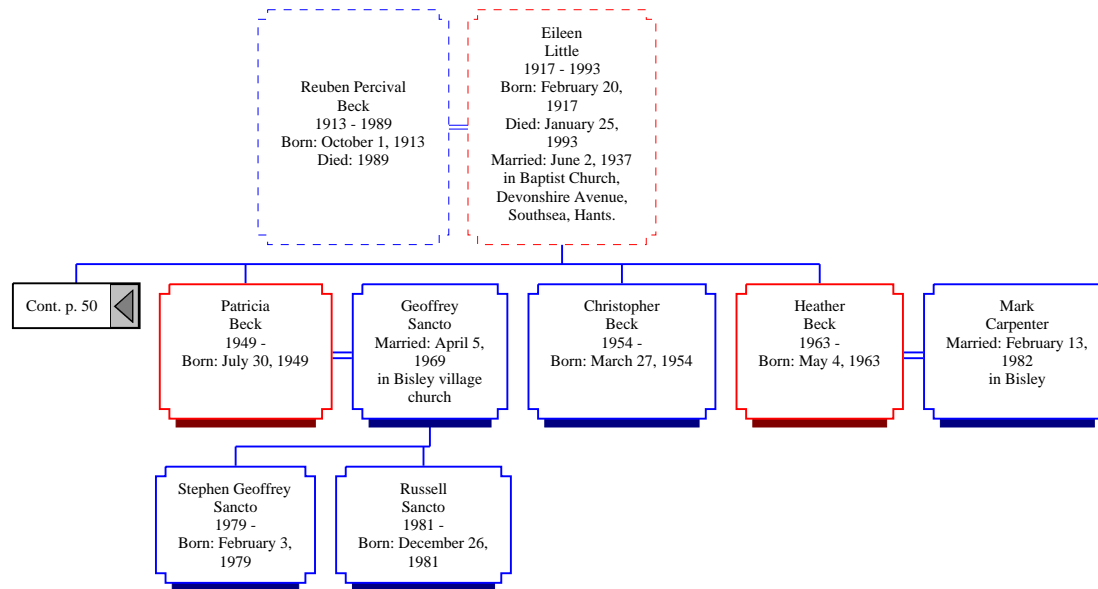 Reuben Percival
Beck
1913 - 1989
Born: October 1, 1913
Died: 1989
Eileen
Little
1917 - 1993
Born: February 20,
1917
Died: January 25,
1993
Married: June 2, 1937
in Baptist Church,
Devonshire Avenue,
Southsea, Hants.
Cont. p. 50
Patricia
Beck
1949 -
Born: July 30, 1949
Geoffrey
Sancto
Married: April 5,
1969
in Bisley village
church
Christopher
Beck
1954 -
Born: March 27, 1954
Heather
Beck
1963 -
Born: May 4, 1963
Mark
Carpenter
Married: February 13,
1982
in Bisley
Stephen Geoffrey
Sancto
1979 -
Born: February 3,
1979
Russell
Sancto
1981 -
Born: December 26,
1981